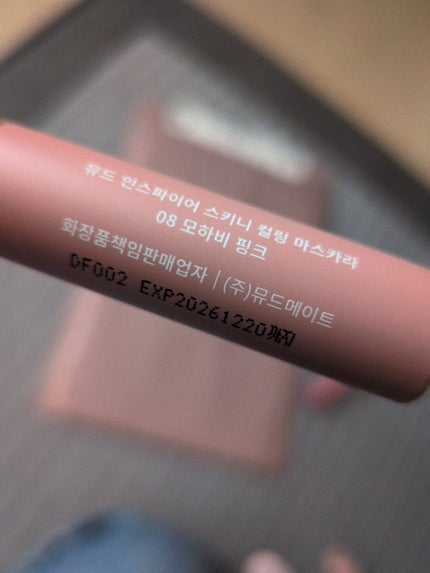 뮤드 인스파이어 스키니 컬링 마스카라
08 모하비 핑크
화장품책임판매업자 | (주)뮤드메이트
DF002 EXP20261220까지